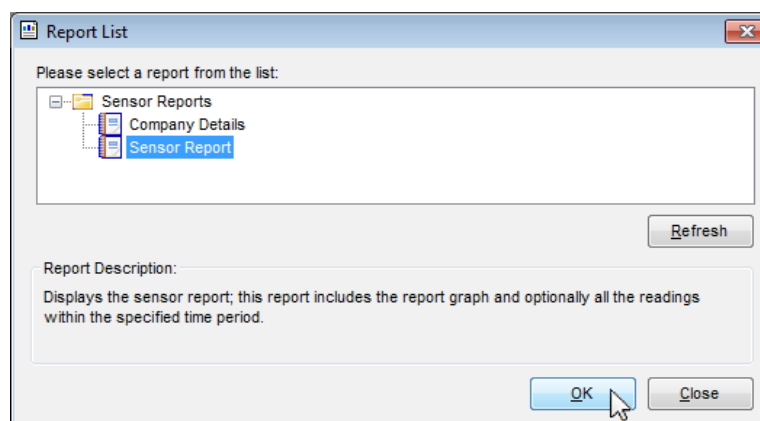 Report List
Please select a report from the list:
Sensor Reports
Company Details
Sensor Report
Refresh
Report Description:
Displays the sensor report; this report includes the report graph and optionally all the readings
within the specified time period.
OK Close